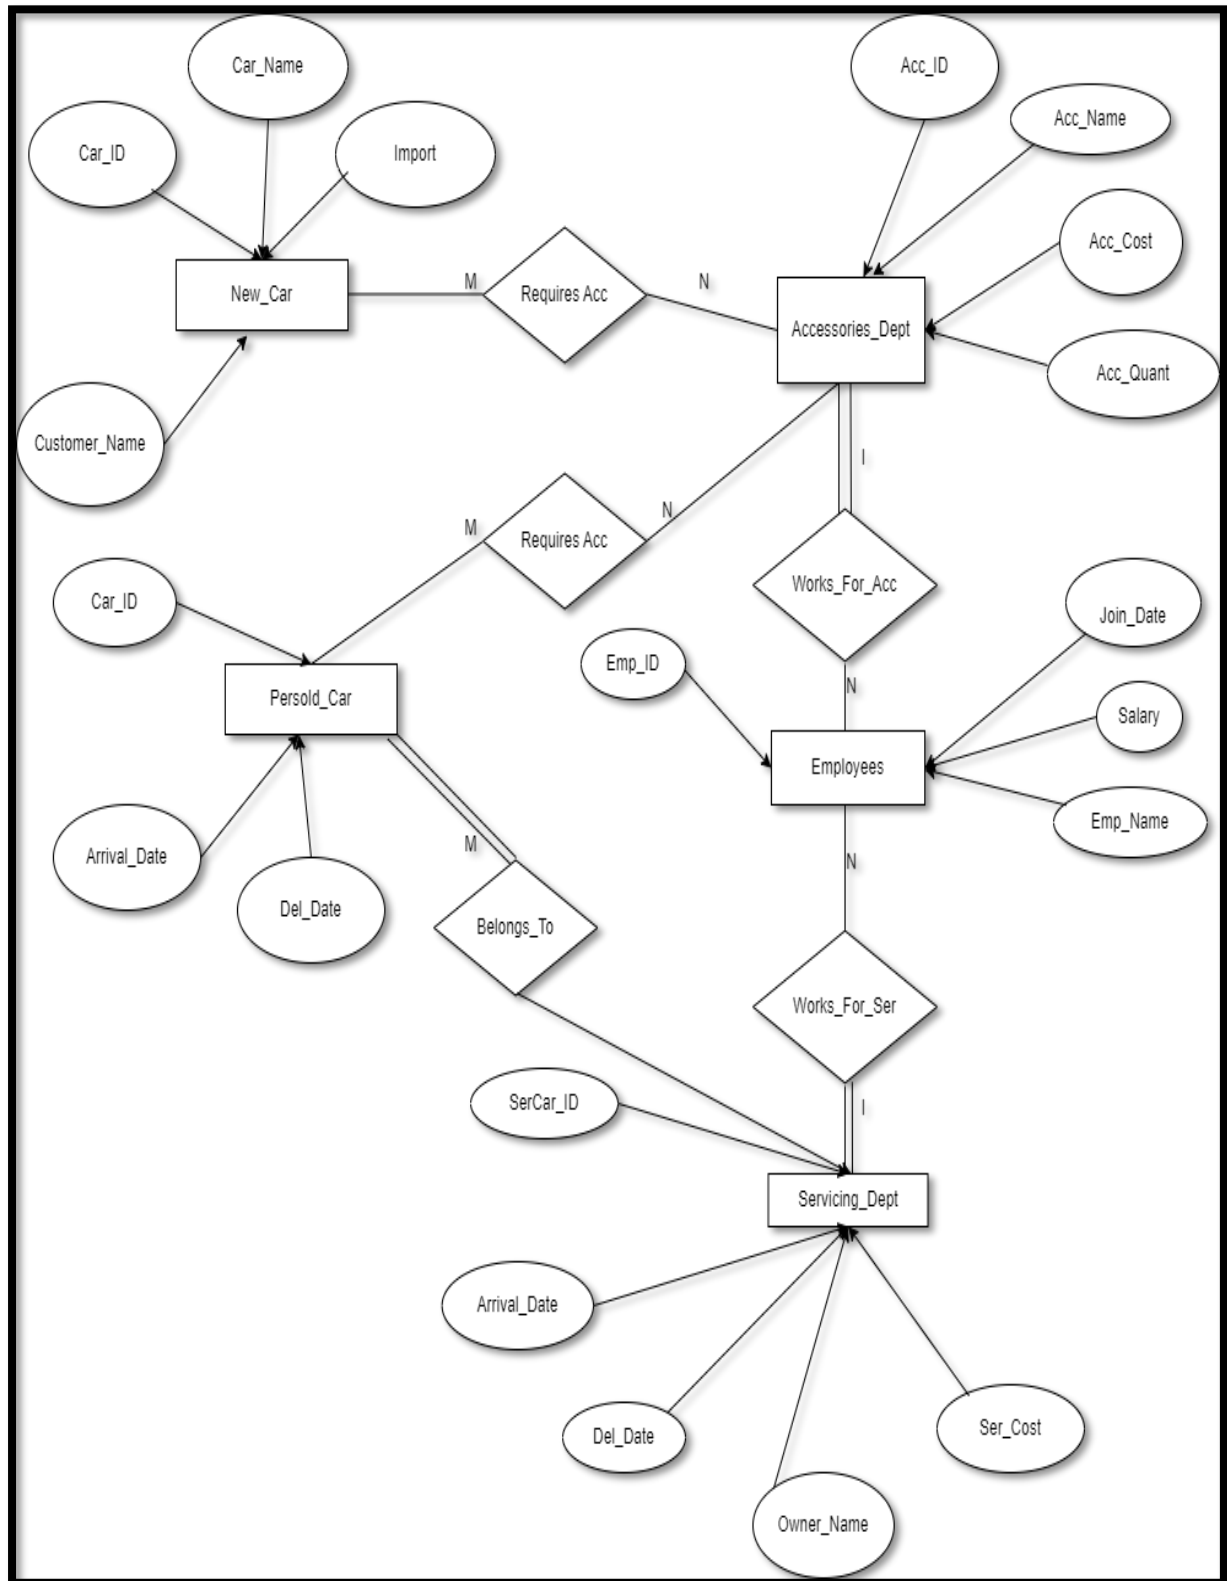 Car_Name
Acc_ID
Acc_Name
Car_ID
Import
Acc_Cost
New_Car
M
Requires Acc
N
Accessories_Dept
Acc_Quant
Customer_Name
I
M
Requires Acc
N
Works_For_Acc
Car_ID
Join_Date
Emp_ID
N
Persold_Car
Salary
Employees
Emp_Name
Arrival_Date
M
N
Del_Date
Belongs_To
Works_For_Ser
SerCar_ID
I
Servicing_Dept
Arrival_Date
Del_Date
Ser_Cost
Owner_Name